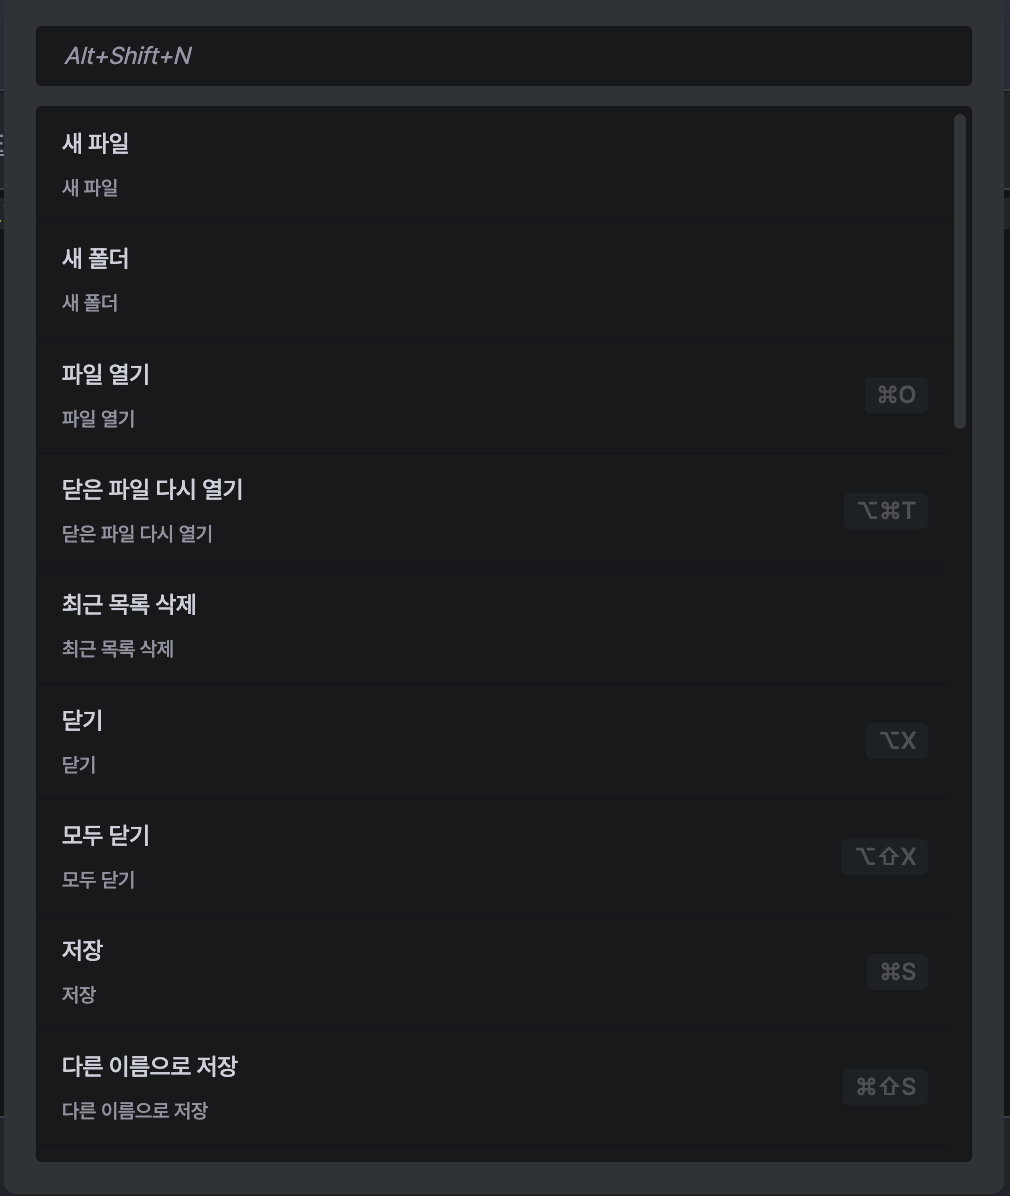 Alt+Shift+N
새 파일
새 파일
새 폴더
새 폴더
파일 열기
⌘O
파일 열기
닫은 파일 다시 열기
⌥⌘T
닫은 파일 다시 열기
최근 목록 삭제
최근 목록 삭제
닫기
⌥X
닫기
모두 닫기
⌥⇧X
모두 닫기
저장
⌘S
저장
다른 이름으로 저장
⌘⇧S
다른 이름으로 저장